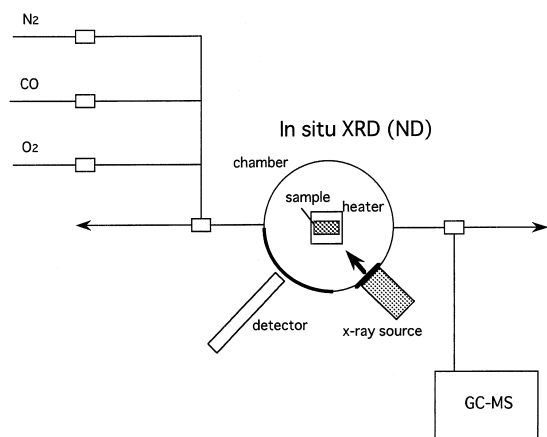 N2
CO
O2
In situ XRD (ND)
chamber
sample
heater
detector
x-ray source
GC-MS